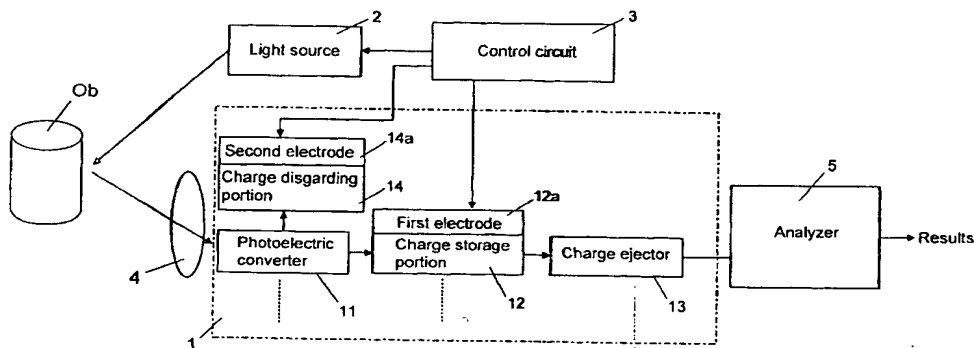 2
Light source
3
Control circuit
Ob
Second electrode
14a
Charge disgarding
portion
14
4
Photoelectric
converter
11
First electrode
12a
Charge storage
portion
12
Charge ejector
13
5
Analyzer
Results
1